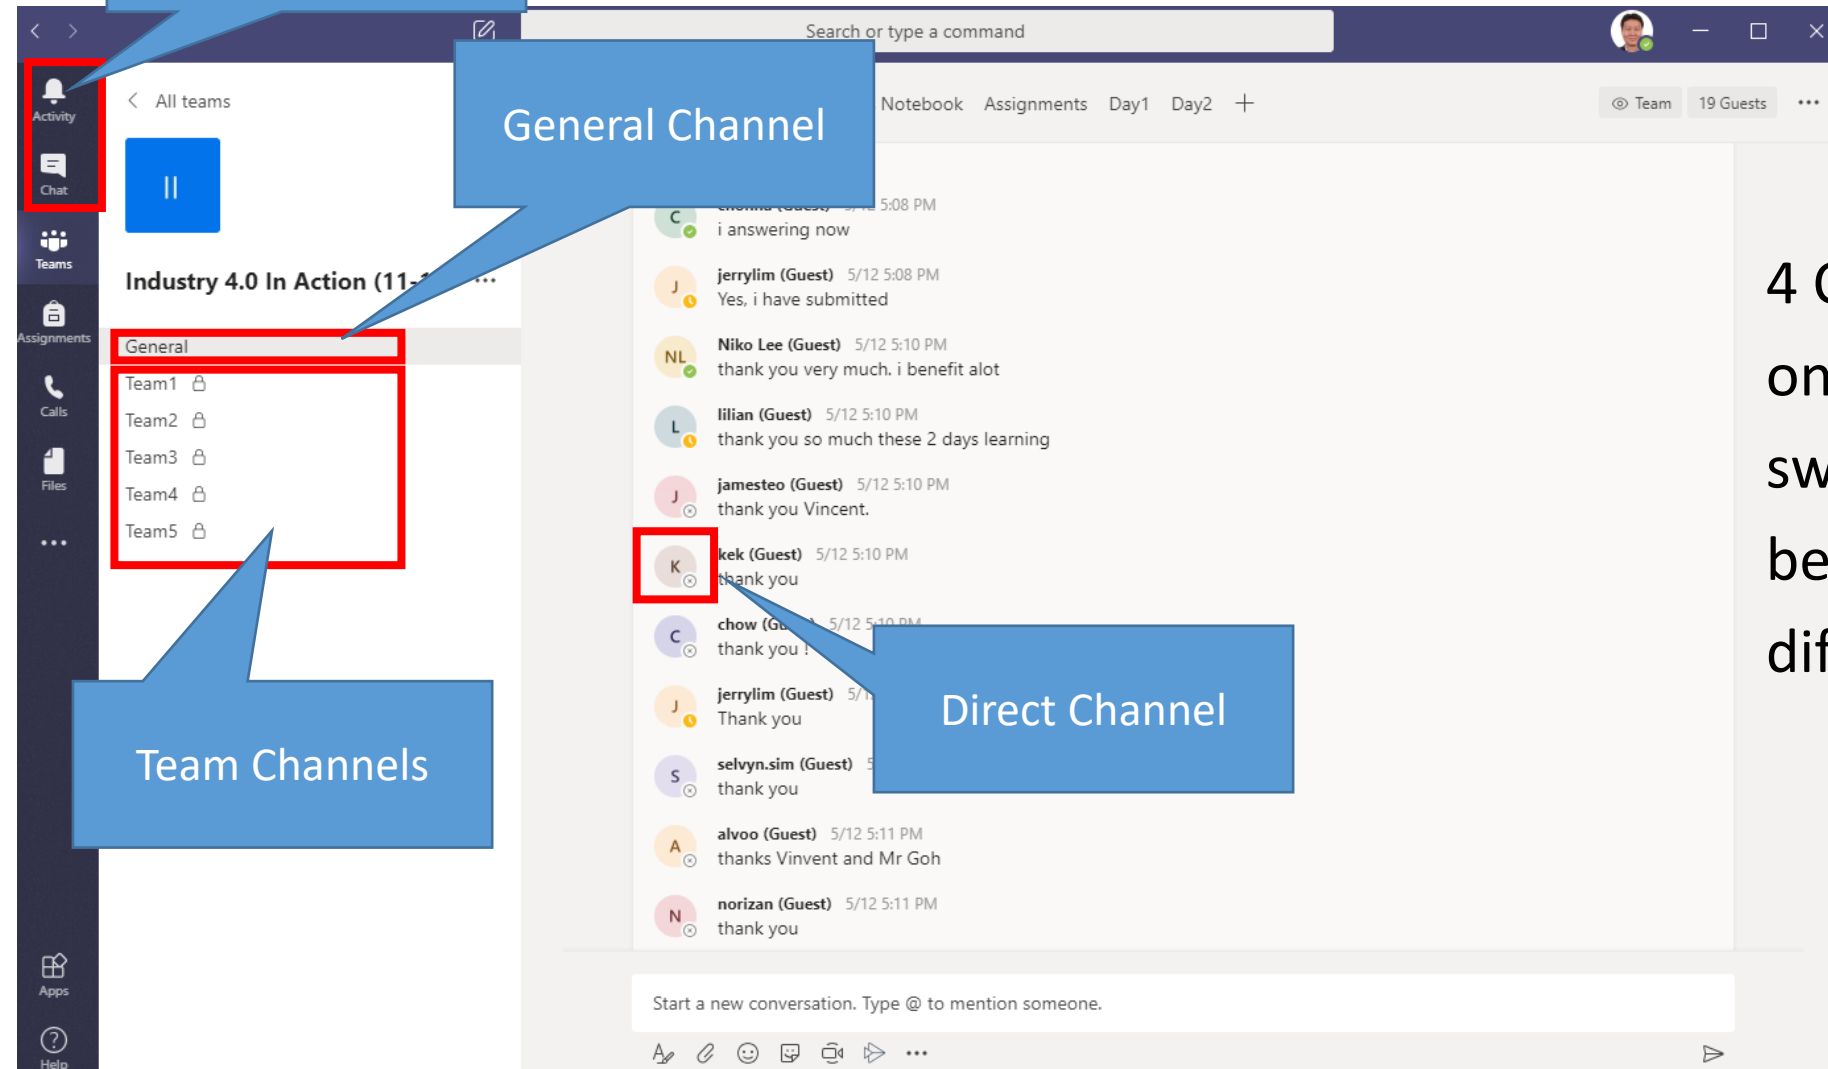 Search or type a command
Activity
Chat
Teams
Assignments
Calls
Files
Apps
Help
All teams
Industry 4.0 In Action (11-
General
Team1
Team2
Team3
Team4
Team5
General Channel
Team Channels
Notebook Assignments Day1 Day2
Team 19 Guests
5:08 PM
i answering now
jerrylim (Guest) 5/12 5:08 PM
Yes, i have submitted
Niko Lee (Guest) 5/12 5:10 PM
NL
thank you very much. i benefit alot
lilian (Guest) 5/12 5:10 PM
L
thank you so much these 2 days learning
jamesteo (Guest) 5/12 5:10 PM
J
thank you Vincent.
kek (Guest) 5/12 5:10 PM
K
thank you
chow 5/12 5:10 PM
C
thank you !
jerrylim (Guest)
J
Thank you
selvyn.sim (Guest)
S
thank you
alvoo (Guest) 5/12 5:11 PM
A
thanks Vinvent and Mr Goh
norizan (Guest) 5/12 5:11 PM
N
thank you
Direct Channel
Start a new conversation. Type @ to mention someone.
4
on
sw
be